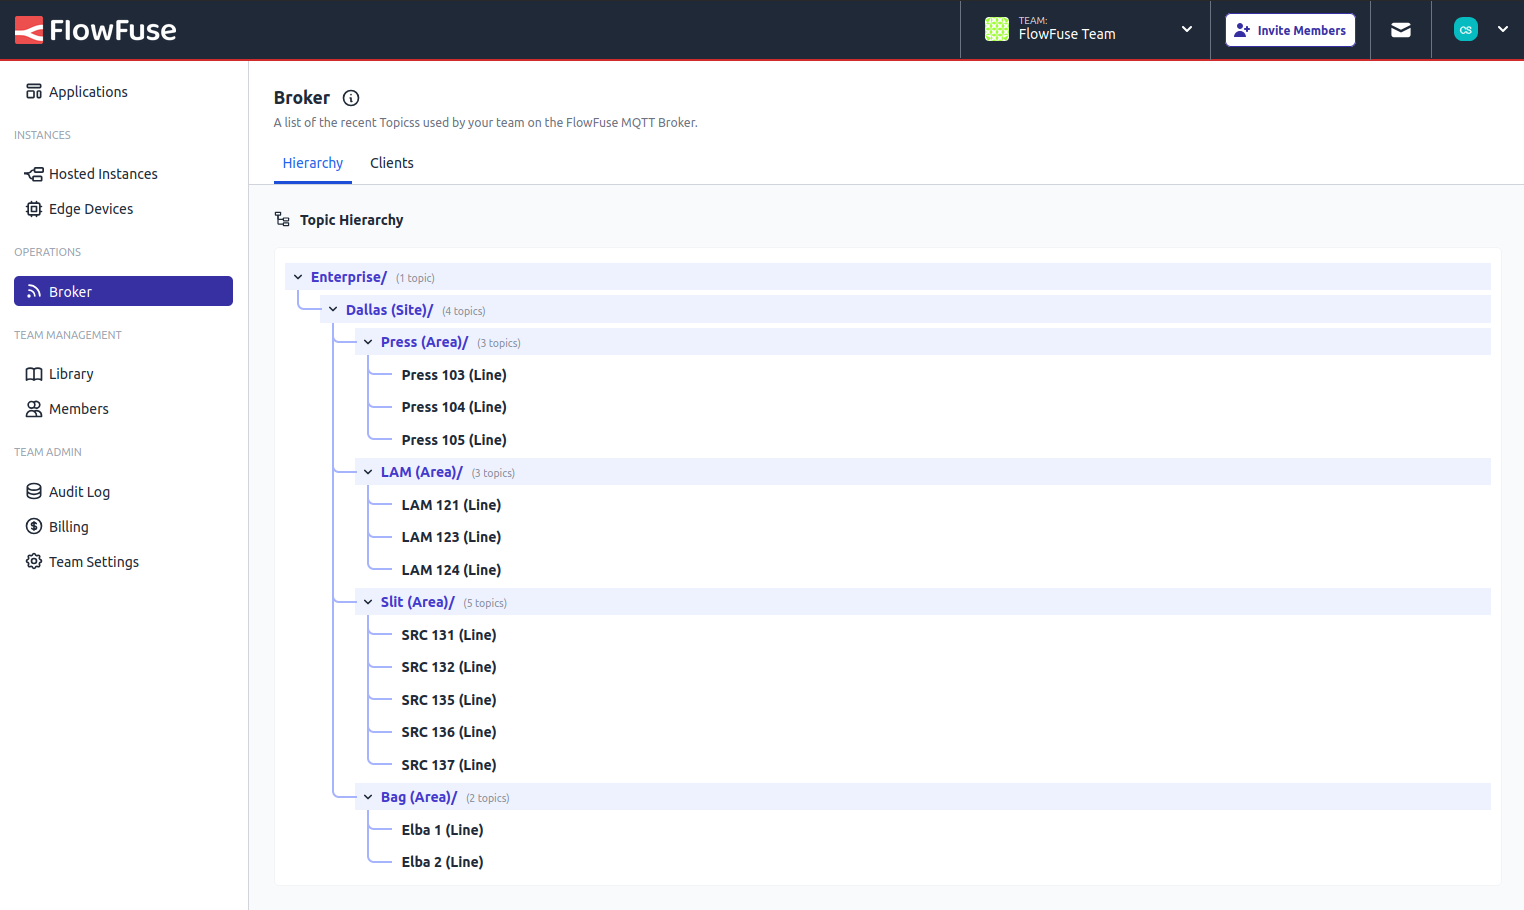 FlowFuse
TEAM:
FlowFuse Team
Invite Members
CS
Applications
INSTANCES
Hosted Instances
Edge Devices
OPERATIONS
Broker
TEAM MANAGEMENT
Library
Members
TEAM ADMIN
Audit Log
Billing
Team Settings
Broker
A list of the recent Topicss used by your team on the FlowFuse MQTT Broker.
Hierarchy Clients
Topic Hierarchy
Enterprise/ (1 topic)
Dallas (Site)/ (4 topics)
Press (Area)/ (3 topics)
Press 103 (Line)
Press 104 (Line)
Press 105 (Line)
LAM (Area)/ (3 topics)
LAM 121 (Line)
LAM 123 (Line)
LAM 124 (Line)
Slit (Area)/ (5 topics)
SRC 131 (Line)
SRC 132 (Line)
SRC 135 (Line)
SRC 136 (Line)
SRC 137 (Line)
Bag (Area)/ (2 topics)
Elba 1 (Line)
Elba 2 (Line)